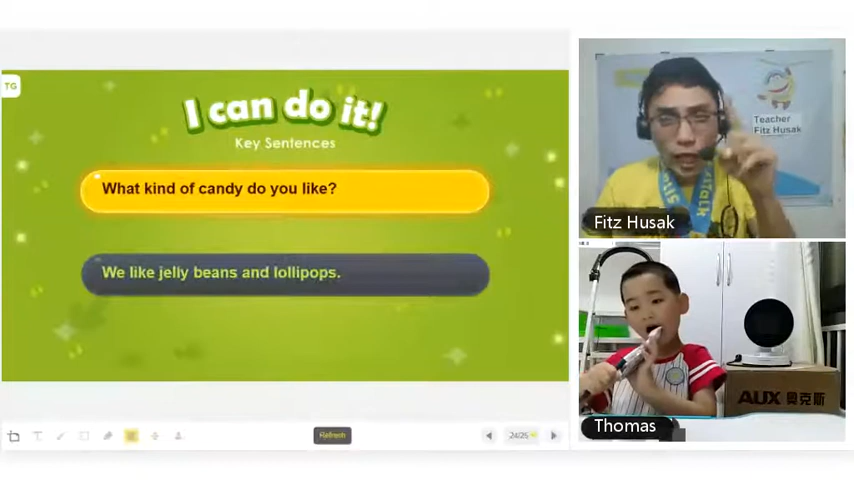 TG
I can do it!
Key Sentences
What kind of candy do you like?
We like jelly beans and lollipops.
Refresh
24/26
Teacher
Fitz Husak
Fitz Husak
AUX 奥克斯
Thomas